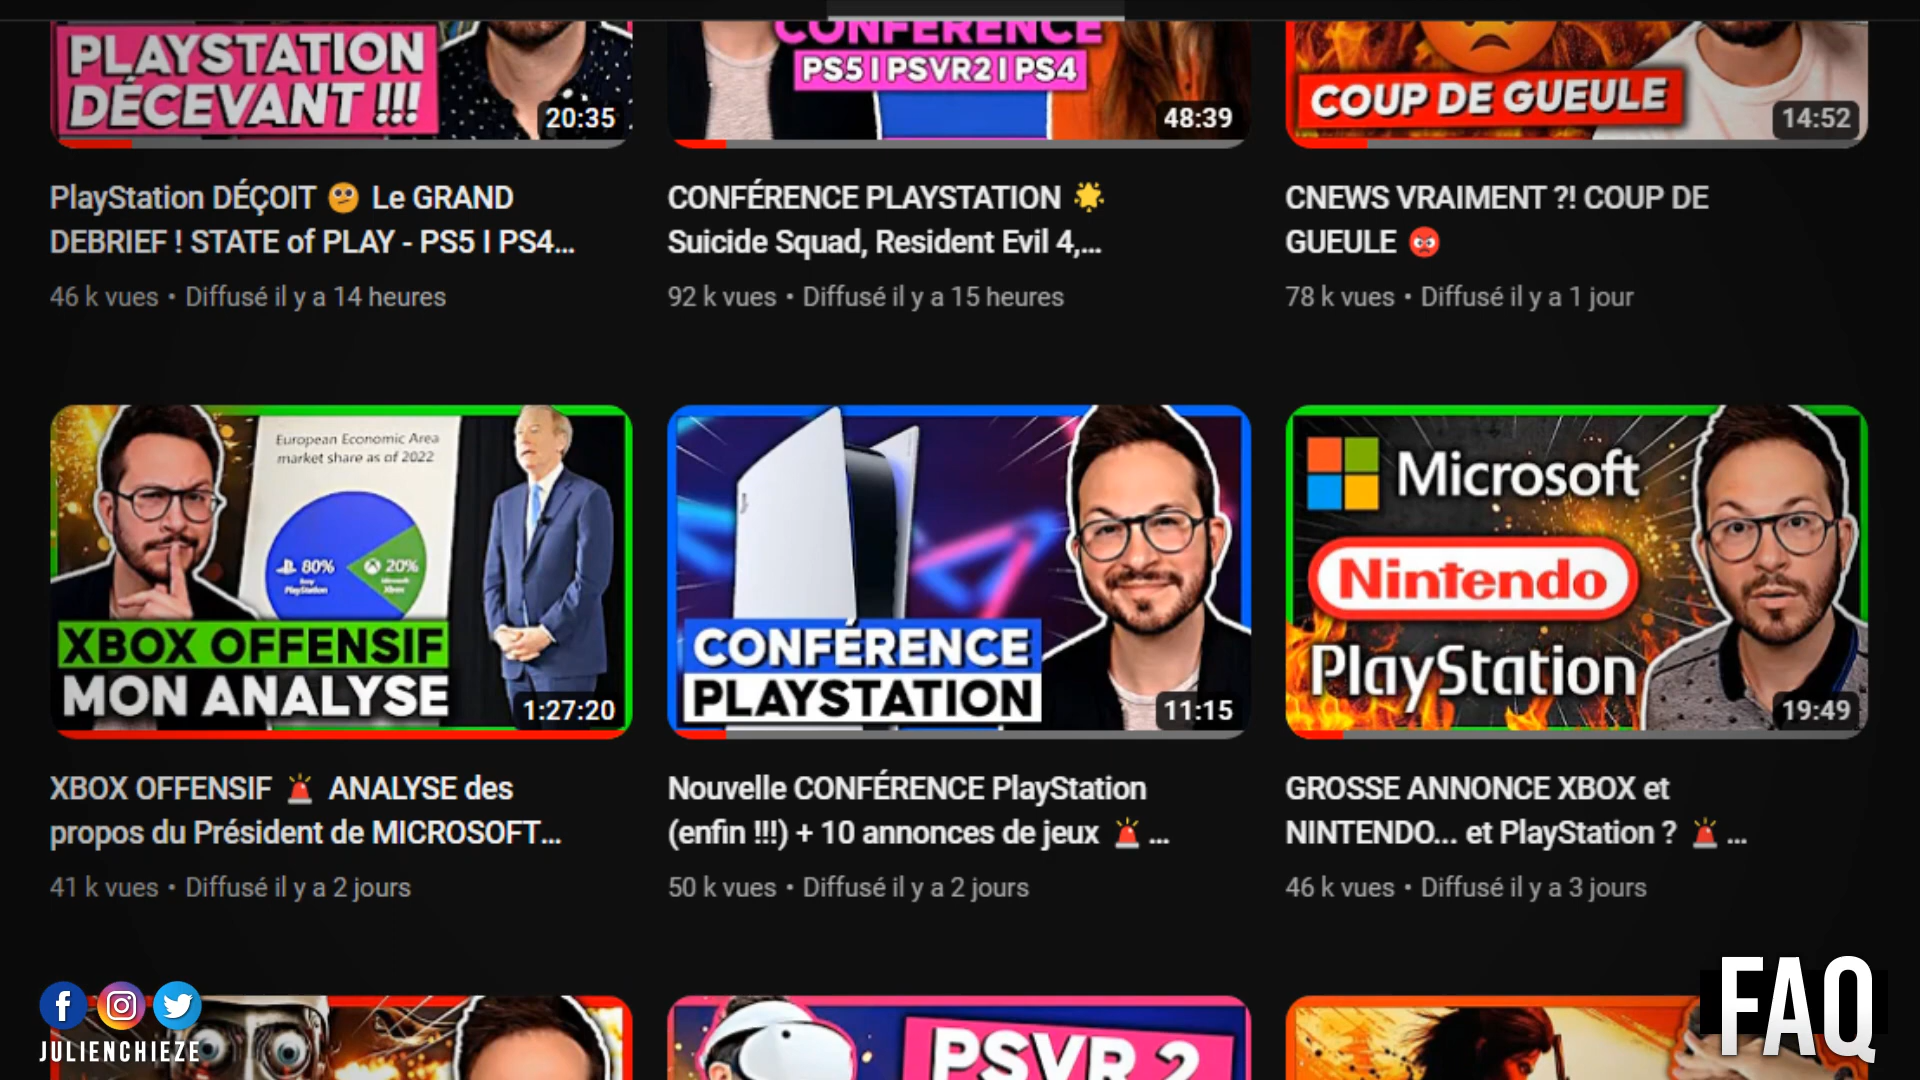 PLAYSTATION
DÉCEVANT !!!
20:35
CONFÉRENCE
PS5 I PSVR2 I PS4
48:39
COUP DE GUEULE
14:52
PlayStation DÉÇOIT 🫤 Le GRAND
DEBRIEF ! STATE of PLAY - PS5 I PS4...
46 k vues • Diffusé il y a 14 heures
CONFÉRENCE PLAYSTATION 🌟
Suicide Squad, Resident Evil 4,...
92 k vues • Diffusé il y a 15 heures
CNEWS VRAIMENT ?! COUP DE
GUEULE 😡
78 k vues • Diffusé il y a 1 jour
European Economic Area
market share as of 2022
80%
Sony
PlayStation
20%
Microsoft
Xbox
XBOX OFFENSIF
MON ANALYSE
1:27:20
CONFÉRENCE
PLAYSTATION
11:15
Microsoft
Nintendo
PlayStation
19:49
XBOX OFFENSIF 🚨 ANALYSE des
propos du Président de MICROSOFT...
41 k vues • Diffusé il y a 2 jours
Nouvelle CONFÉRENCE PlayStation
(enfin !!!) + 10 annonces de jeux 🚨 ...
50 k vues • Diffusé il y a 2 jours
GROSSE ANNONCE XBOX et
NINTENDO... et PlayStation ? 🚨 ...
46 k vues • Diffusé il y a 3 jours
JULIENCHIEZE
PSVR 2
FAQ